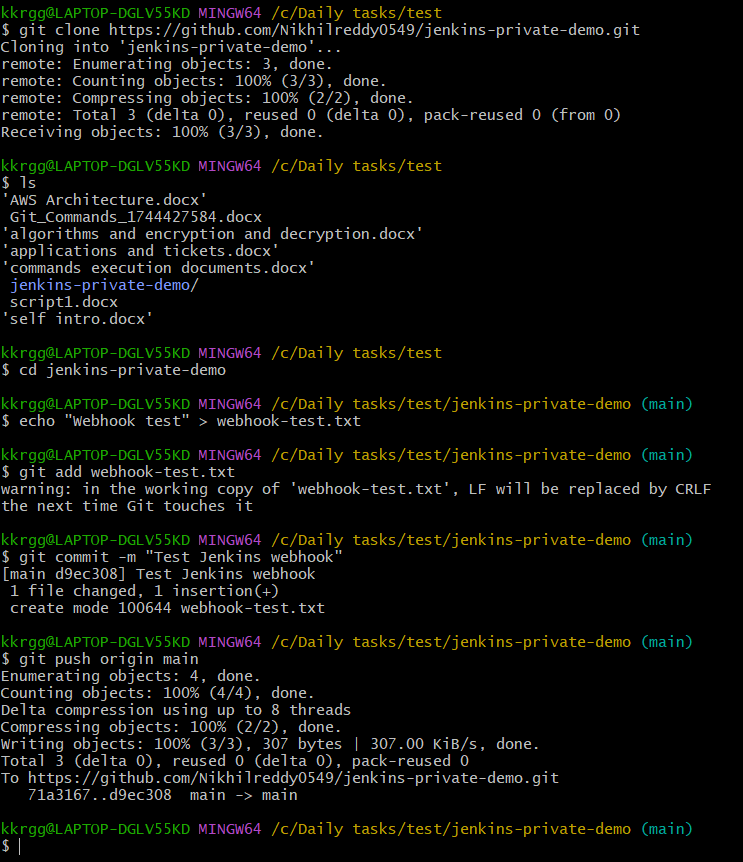 kkrgg@LAPTOP-DGLV55KD MINGW64 /c/Daily tasks/test
$ git clone https://github.com/Nikhilreddy0549/jenkins-private-demo.git
Cloning into 'jenkins-private-demo'...
remote: Enumerating objects: 3, done.
remote: Counting objects: 100% (3/3), done.
remote: Compressing objects: 100% (2/2), done.
remote: Total 3 (delta 0), reused 0 (delta 0), pack-reused 0 (from 0)
Receiving objects: 100% (3/3), done.

kkrgg@LAPTOP-DGLV55KD MINGW64 /c/Daily tasks/test
$ ls
'AWS Architecture.docx'
 Git_Commands_1744427584.docx
'algorithms and encryption and decryption.docx'
'applications and tickets.docx'
'commands execution documents.docx'
 jenkins-private-demo/
 script1.docx
'self intro.docx'

kkrgg@LAPTOP-DGLV55KD MINGW64 /c/Daily tasks/test
$ cd jenkins-private-demo

kkrgg@LAPTOP-DGLV55KD MINGW64 /c/Daily tasks/test/jenkins-private-demo (main)
$ echo "Webhook test" > webhook-test.txt

kkrgg@LAPTOP-DGLV55KD MINGW64 /c/Daily tasks/test/jenkins-private-demo (main)
$ git add webhook-test.txt
warning: in the working copy of 'webhook-test.txt', LF will be replaced by CRLF
the next time Git touches it

kkrgg@LAPTOP-DGLV55KD MINGW64 /c/Daily tasks/test/jenkins-private-demo (main)
$ git commit -m "Test Jenkins webhook"
[main d9ec308] Test Jenkins webhook
 1 file changed, 1 insertion(+)
 create mode 100644 webhook-test.txt

kkrgg@LAPTOP-DGLV55KD MINGW64 /c/Daily tasks/test/jenkins-private-demo (main)
$ git push origin main
Enumerating objects: 4, done.
Counting objects: 100% (4/4), done.
Delta compression using up to 8 threads
Compressing objects: 100% (2/2), done.
Writing objects: 100% (3/3), 307 bytes | 307.00 KiB/s, done.
Total 3 (delta 0), reused 0 (delta 0), pack-reused 0
To https://github.com/Nikhilreddy0549/jenkins-private-demo.git
   71a3167..d9ec308  main -> main

kkrgg@LAPTOP-DGLV55KD MINGW64 /c/Daily tasks/test/jenkins-private-demo (main)
$